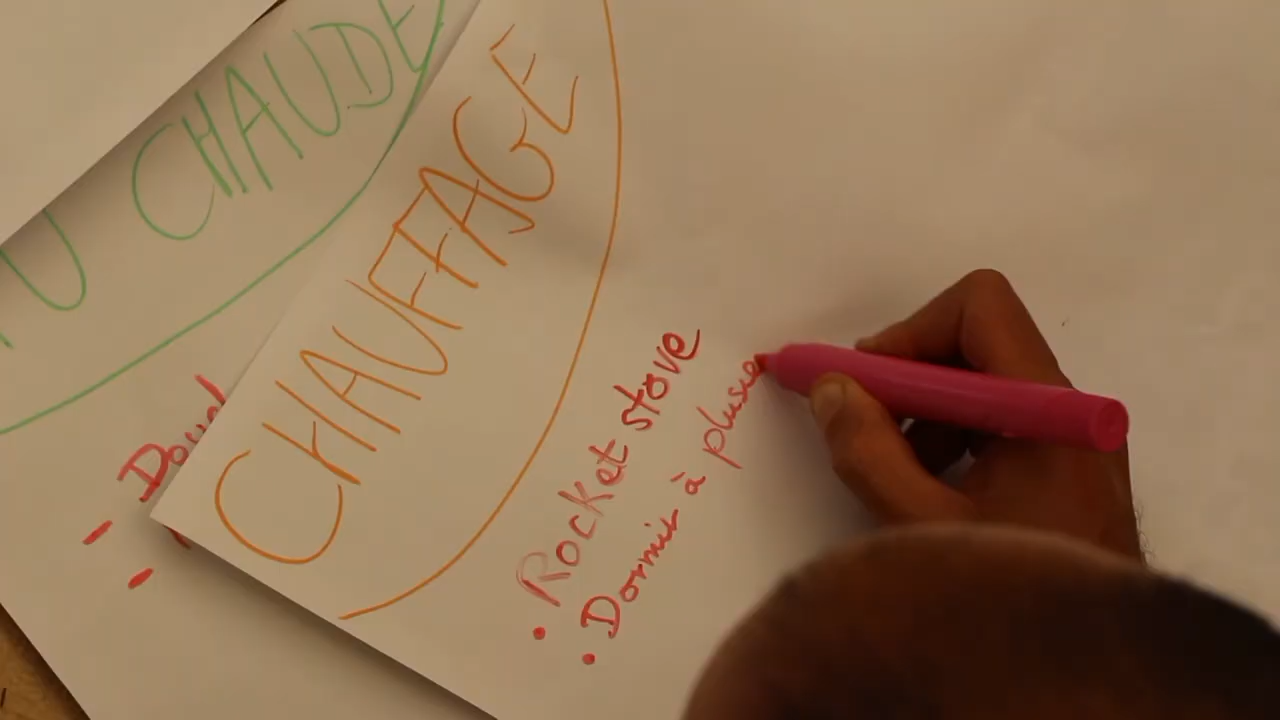 CHAUDE
CHAUFFAGE
• Rocket stove
• Dormir à plusie